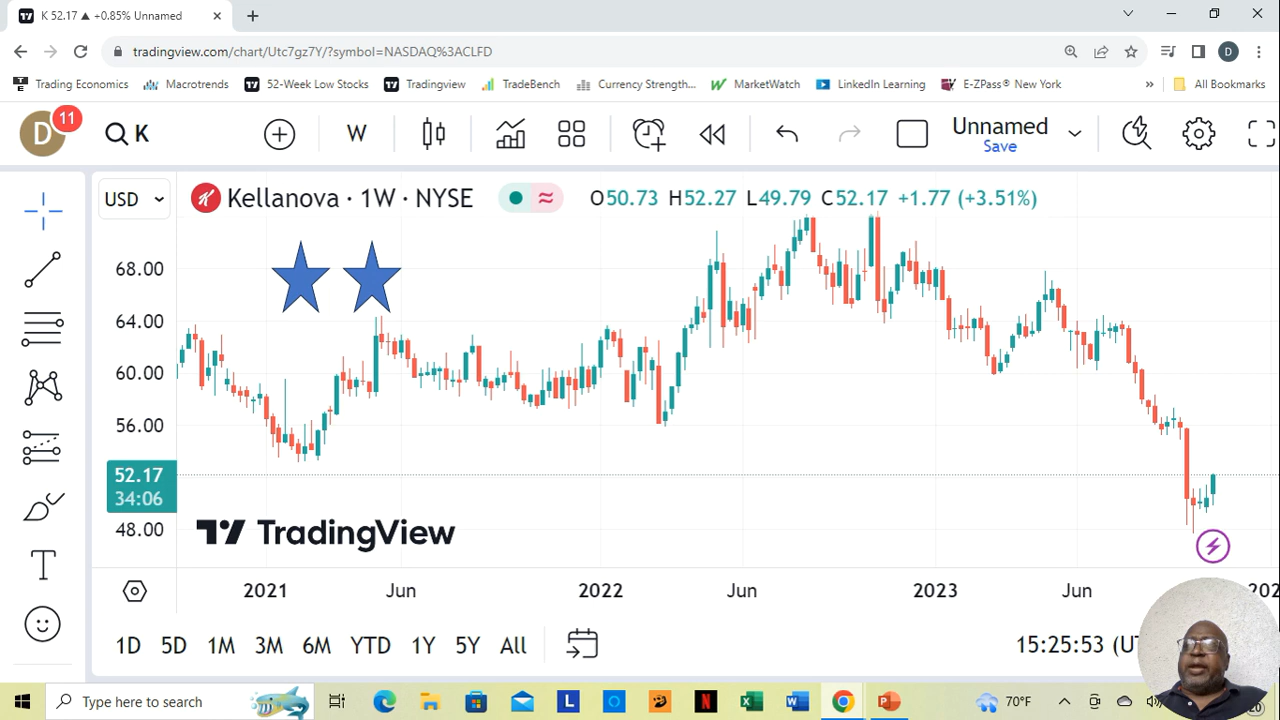 K 52.17 ▲ +0.85% Unnamed
tradingview.com/chart/Utc7gz7Y/?symbol=NASDAQ%3ACLFD
D
Trading Economics Macrotrends 52-Week Low Stocks Tradingview TradeBench Currency Strength... MarketWatch LinkedIn Learning E-ZPass® New York » All Bookmarks
D 11 K W Unnamed
Save
USD Kellanova · 1W · NYSE O50.73 H52.27 L49.79 C52.17 +1.77 (+3.51%)
68.00
64.00
60.00
56.00
52.17
34:06
48.00
TradingView
2021 Jun 2022 Jun 2023 Jun
T
1D 5D 1M 3M 6M YTD 1Y 5Y All 15:25:53
Type here to search 70°F